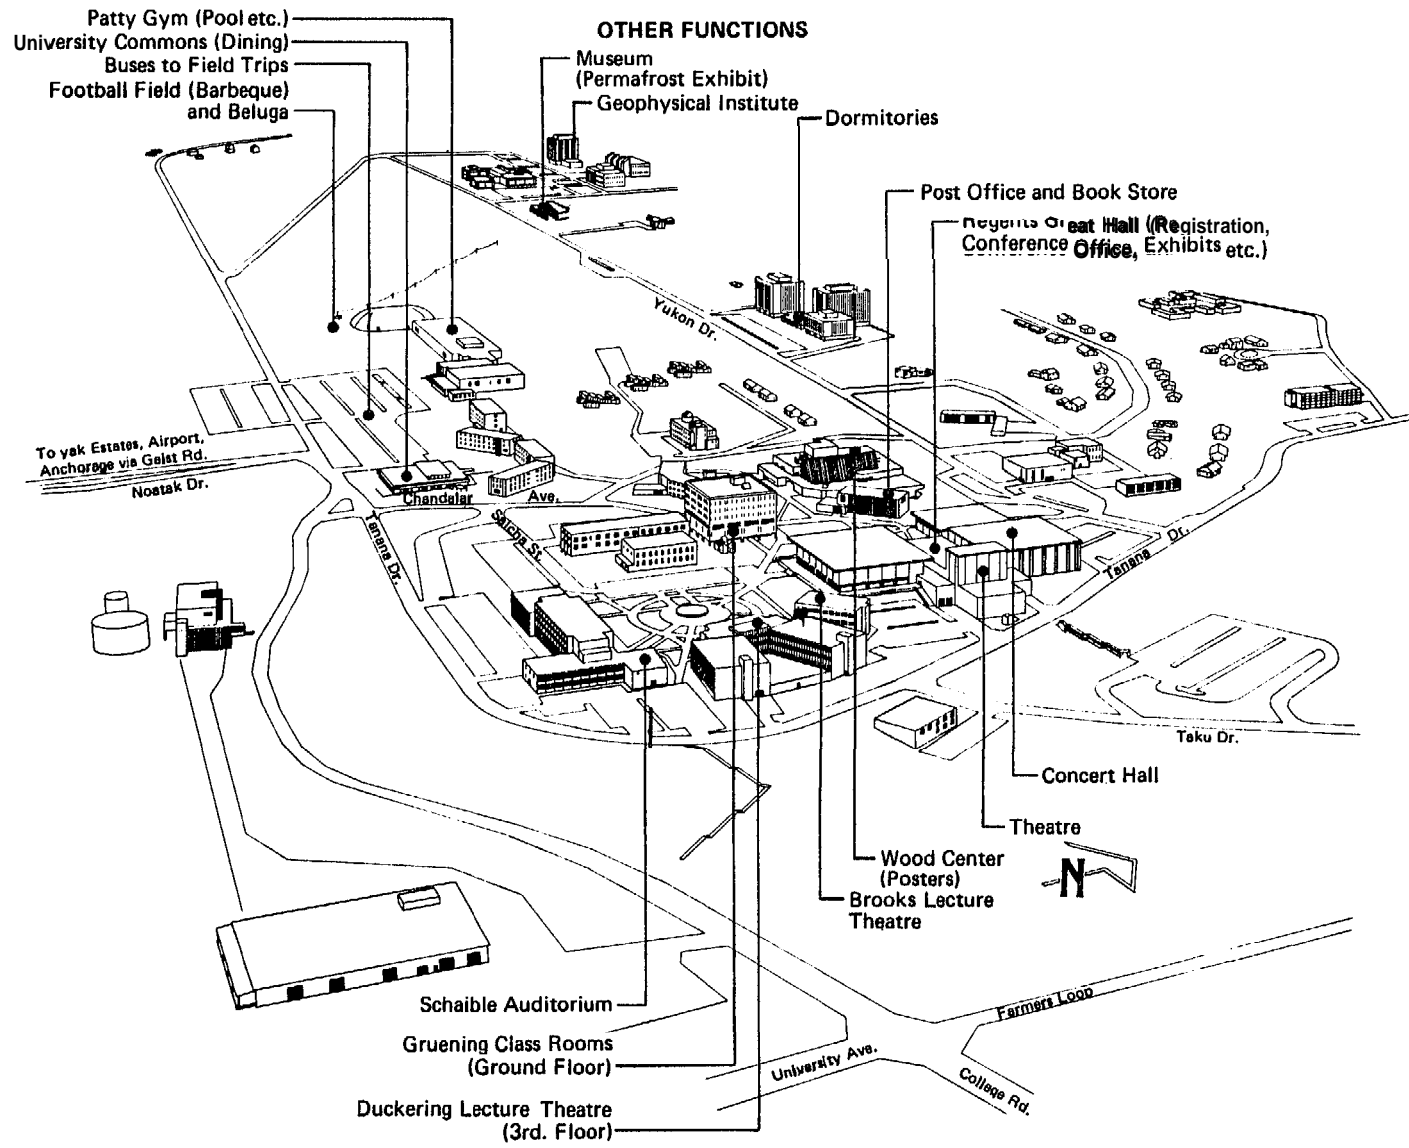 Patty Gym (Pool etc.)
University Commons (Dining)
Buses to Field Trips
Football Field (Barbeque)
and Beluga
OTHER FUNCTIONS
Museum
(Permafrost Exhibit)
Geophysical Institute
Dormitories
Post Office and Book Store
Regents Great Hall (Registration,
Conference Office, Exhibits etc.)
Yukon Dr.
To yak Estates, Airport,
Anchorage via Geist Rd.
Noatak Dr.
Chandalar Ave.
Tanana Dr.
Salcha St.
Tanana Dr.
Taku Dr.
Concert Hall
Theatre
Wood Center
(Posters)
Brooks Lecture
Theatre
N
Schaible Auditorium
Gruening Class Rooms
(Ground Floor)
Duckering Lecture Theatre
(3rd. Floor)
Farmers Loop
University Ave.
College Rd.